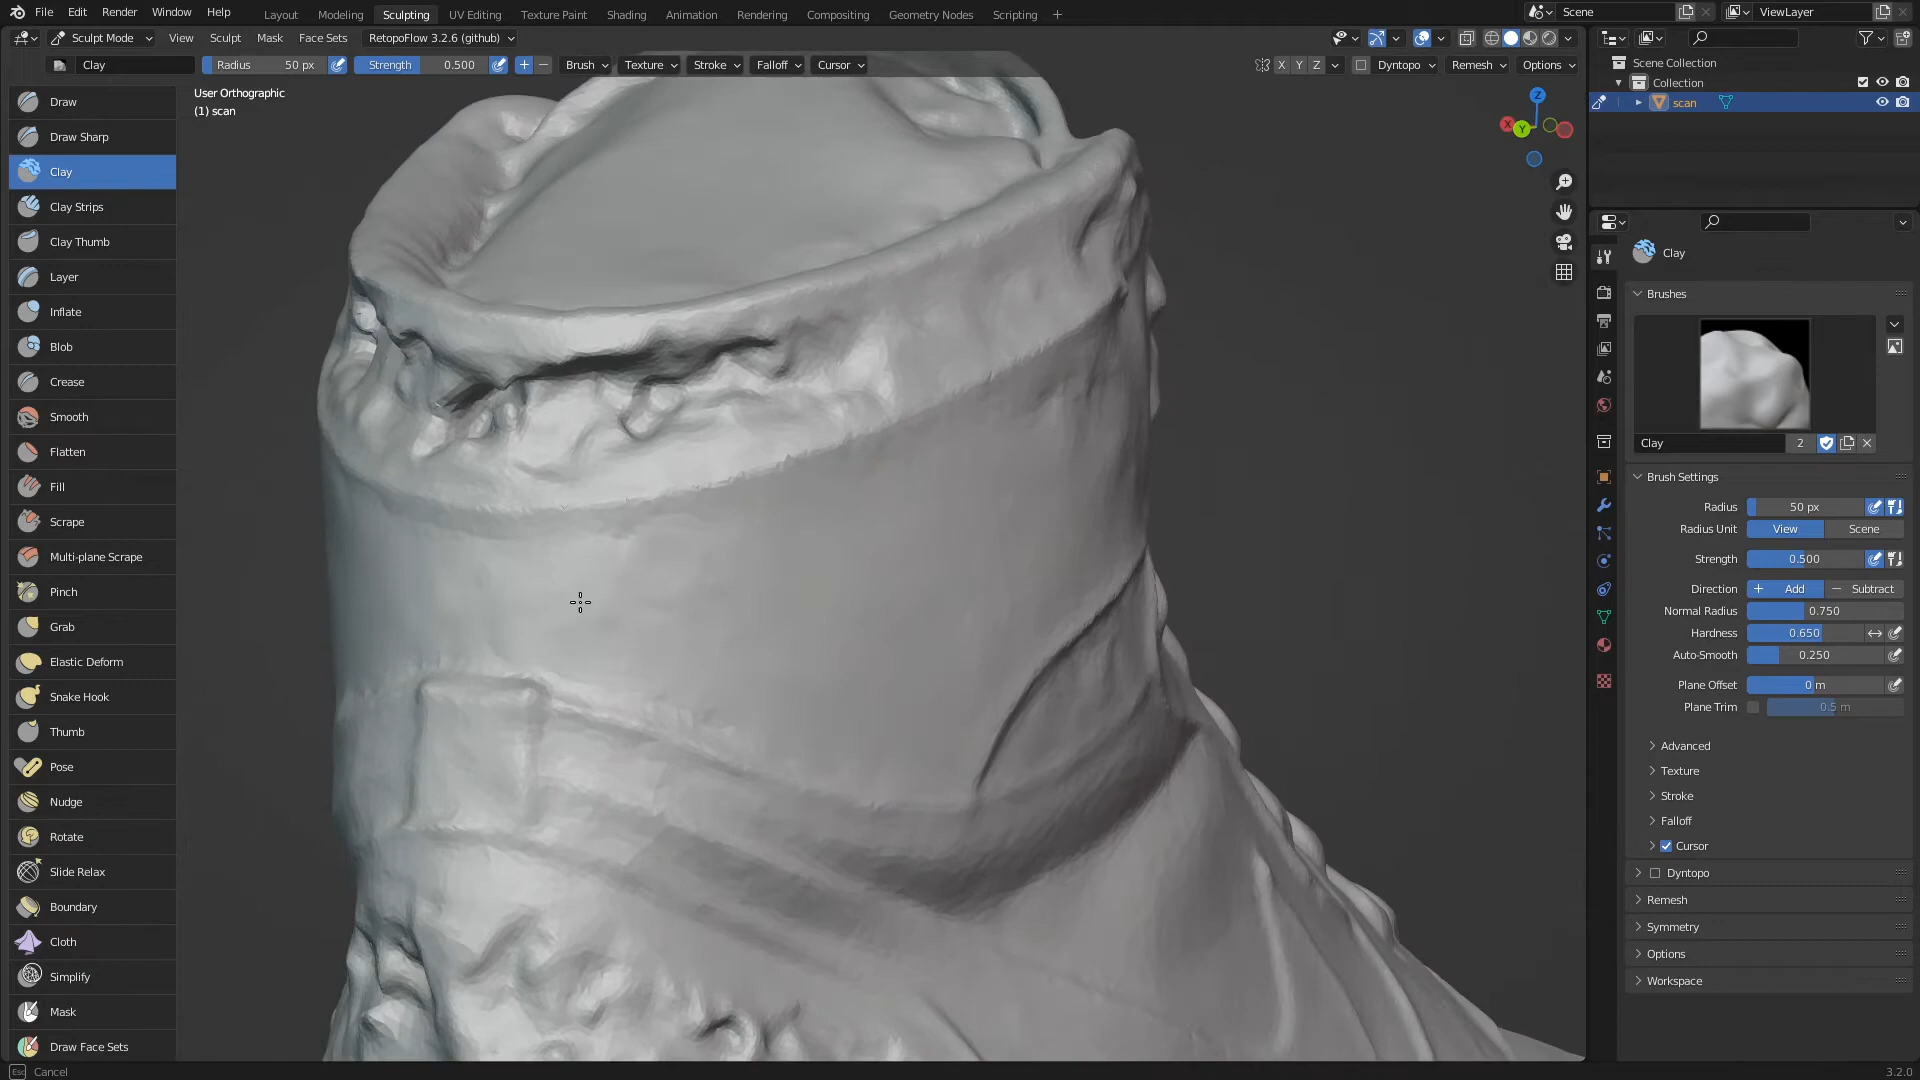 File Edit Render Window Help
Layout Modeling Sculpting UV Editing Texture Paint Shading Animation Rendering Compositing Geometry Nodes Scripting +
Scene
ViewLayer
Sculpt Mode View Sculpt Mask Face Sets RetopoFlow 3.2.6 (github)
Clay Radius 50 px Strength 0.500 + − Brush Texture Stroke Falloff Cursor
X Y Z Dyntopo Remesh Options
User Orthographic
(1) scan
Z
X
Y
Draw
Draw Sharp
Clay
Clay Strips
Clay Thumb
Layer
Inflate
Blob
Crease
Smooth
Flatten
Fill
Scrape
Multi-plane Scrape
Pinch
Grab
Elastic Deform
Snake Hook
Thumb
Pose
Nudge
Rotate
Slide Relax
Boundary
Cloth
Simplify
Mask
Draw Face Sets
Scene Collection
Collection
scan
Clay
Brushes
Clay 2
Brush Settings
Radius 50 px
Radius Unit View Scene
Strength 0.500
Direction + Add − Subtract
Normal Radius 0.750
Hardness 0.650
Auto-Smooth 0.250
Plane Offset 0 m
Plane Trim 0.5 m
Advanced
Texture
Stroke
Falloff
Cursor
Dyntopo
Remesh
Symmetry
Options
Workspace
Esc Cancel
3.2.0